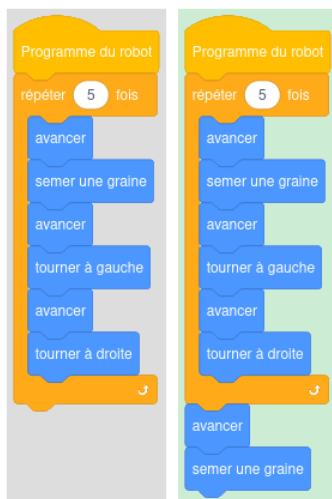 Programme du robot
répéter 5 fois
avancer
semer une graine
avancer
tourner à gauche
avancer
tourner à droite
Programme du robot
répéter 5 fois
avancer
semer une graine
avancer
tourner à gauche
avancer
tourner à droite
avancer
semer une graine